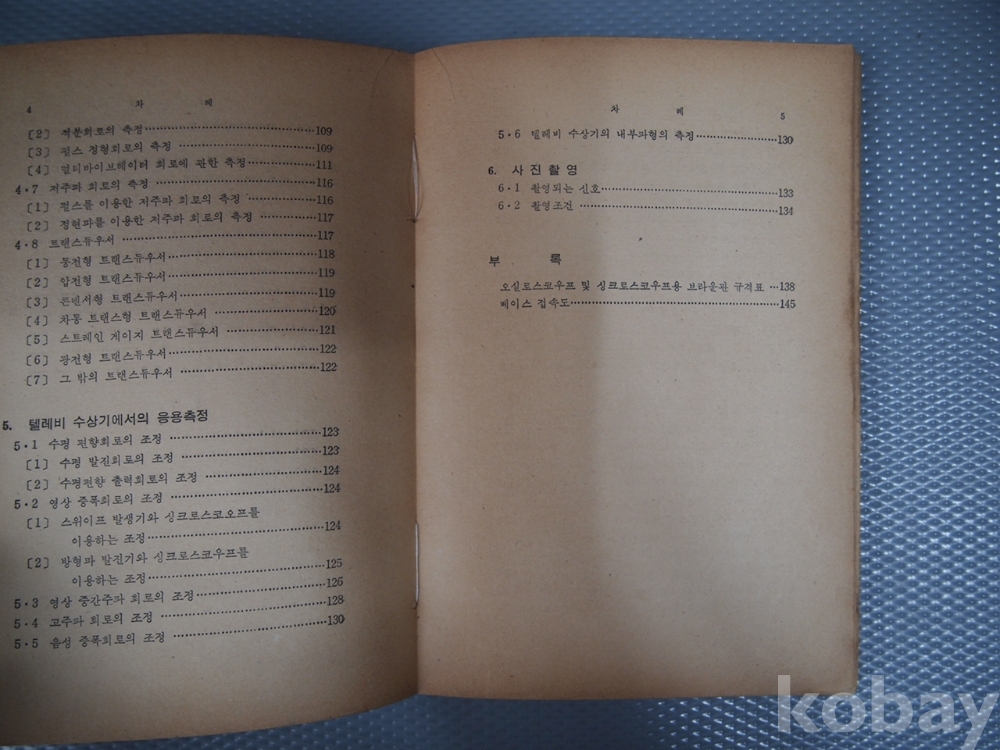 4 차 례
〔2〕 적분회로의 측정 109
〔3〕 펄스 정형회로의 측정 109
〔4〕 멀티바이브레이터 회로에 관한 측정 111
4·7 저주파 회로의 측정 116
〔1〕 펄스를 이용한 저주파 회로의 측정 116
〔2〕 정현파를 이용한 저주파 회로의 측정 117
4·8 트랜스듀우서 117
〔1〕 동전형 트랜스듀우서 118
〔2〕 압전형 트랜스듀우서 119
〔3〕 콘덴서형 트랜스듀우서 119
〔4〕 차동 트랜스형 트랜스듀우서 120
〔5〕 스트레인 게이지 트랜스듀우서 121
〔6〕 광전형 트랜스듀우서 122
〔7〕 그 밖의 트랜스듀우서 122
5. 텔레비 수상기에서의 응용측정
5·1 수평 편향회로의 조정 123
〔1〕 수평 발진회로의 조정 123
〔2〕 수평편향 출력회로의 조정 124
5·2 영상 증폭회로의 조정 124
〔1〕 스위이프 발생기와 싱크로스코오프를
이용하는 조정 124
〔2〕 방형파 발진기와 싱크로스코우프를
이용하는 조정 125
5·3 영상 중간주파 회로의 조정 126
5·4 고주파 회로의 조정 128
5·5 음성 증폭회로의 조정 130
차 례 5
5·6 텔레비 수상기의 내부파형의 측정 130
6. 사진촬영
6·1 촬영되는 신호 133
6·2 촬영조건 134
부 록
오실로스코우프 및 싱크로스코우프용 브라운관 규격표 138
베이스 접속도 145
kobay